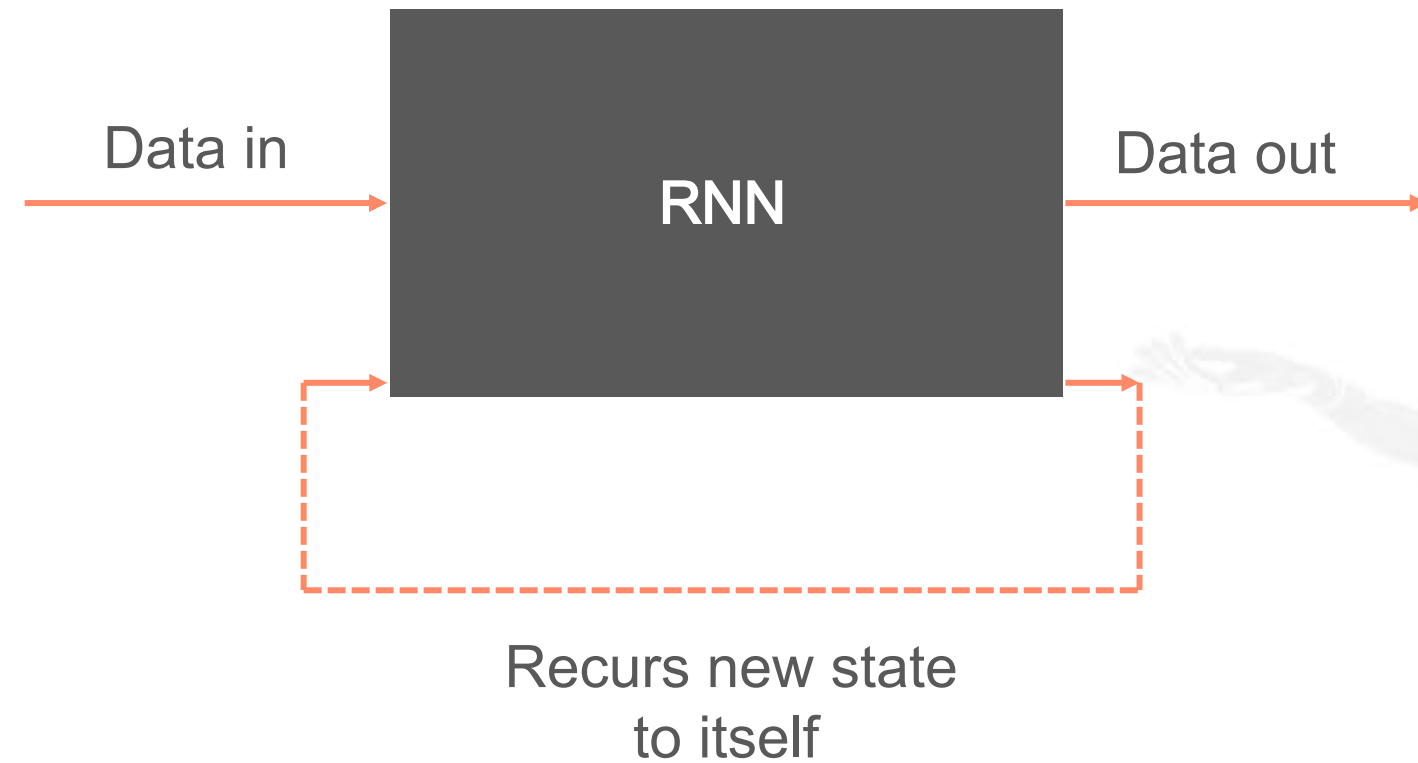 Data in
RNN
Data out
Recurs new state
to itself